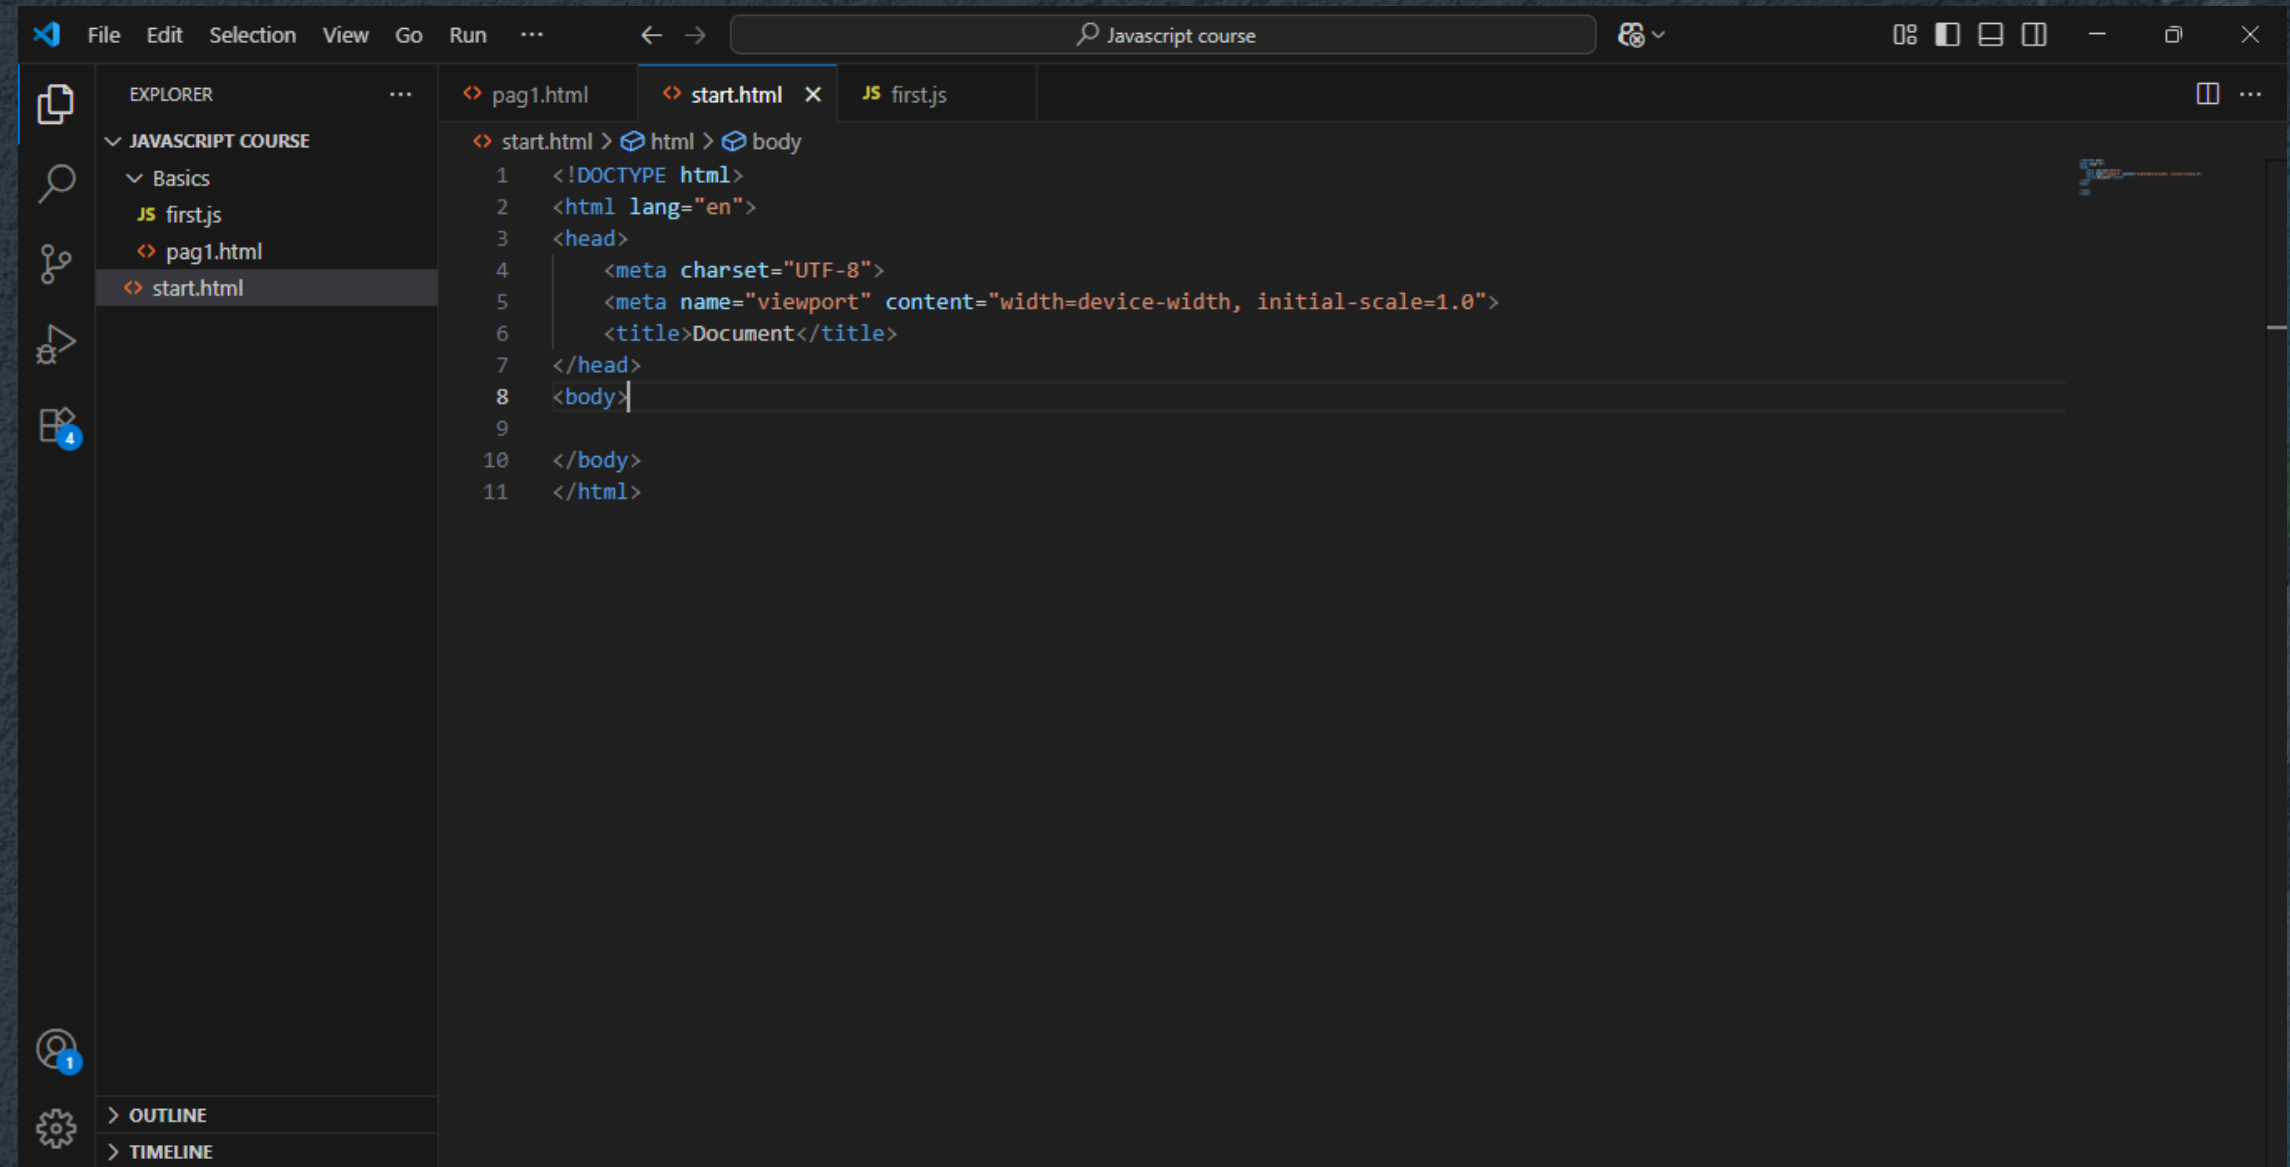 File Edit Selection View Go Run ··· Javascript course
EXPLORER ···
JAVASCRIPT COURSE
Basics
JS first.js
pag1.html
start.html
4
1
OUTLINE
TIMELINE
<> pag1.html <> start.html JS first.js
<> start.html > html > body
1 <!DOCTYPE html>
2 <html lang="en">
3 <head>
4 <meta charset="UTF-8">
5 <meta name="viewport" content="width=device-width, initial-scale=1.0">
6 <title>Document</title>
7 </head>
8 <body>
9
10 </body>
11 </html>